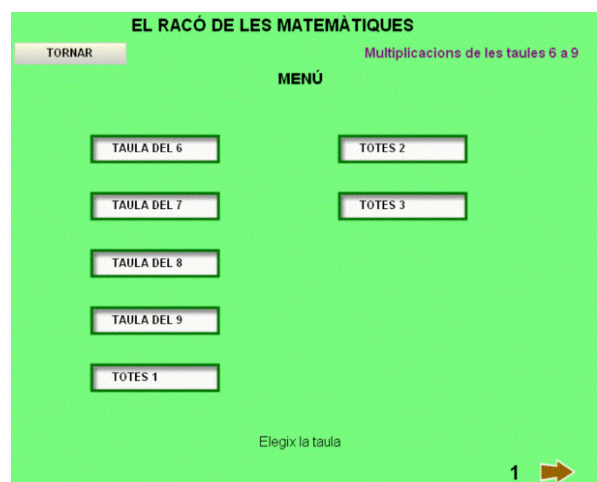 EL RACÓ DE LES MATEMÀTIQUES
TORNAR
Multiplicacions de les taules 6 a 9
MENÚ
TAULA DEL 6
TAULA DEL 7
TAULA DEL 8
TAULA DEL 9
TOTES 1
TOTES 2
TOTES 3
Elegix la taula
1